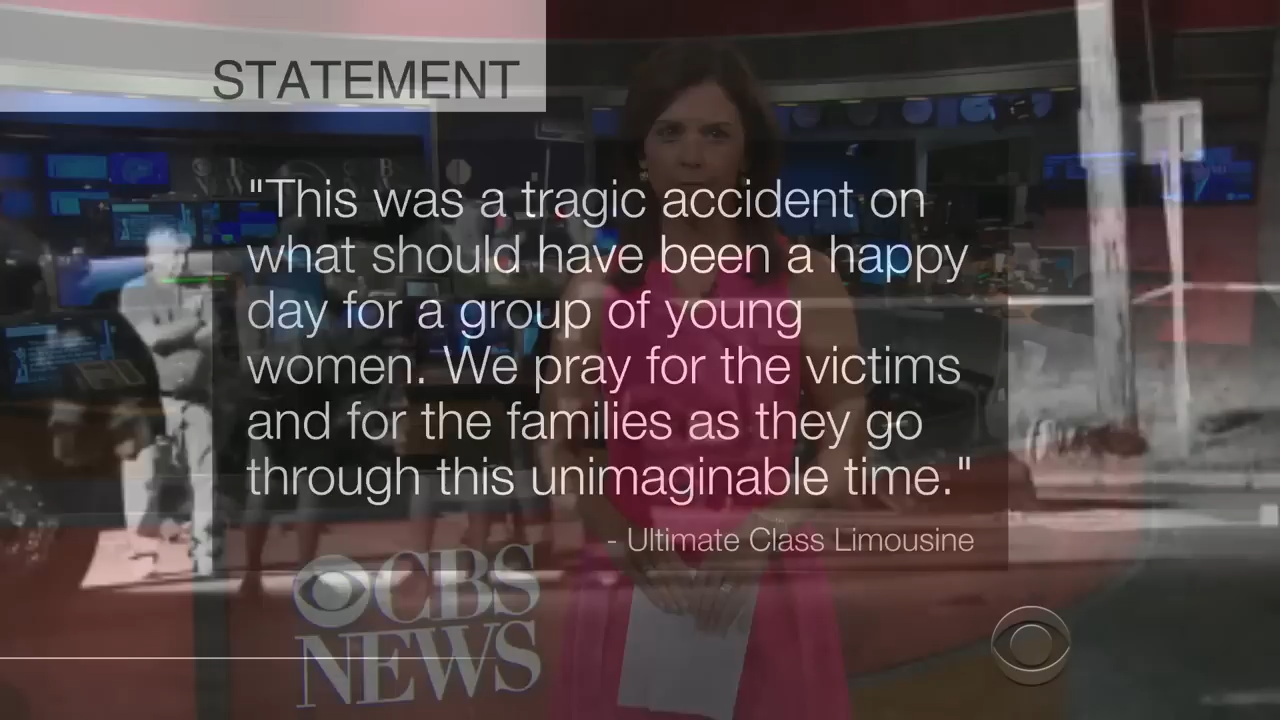 STATEMENT
"This was a tragic accident on
what should have been a happy
day for a group of young
women. We pray for the victims
and for the families as they go
through this unimaginable time."
- Ultimate Class Limousine
CBS
NEWS